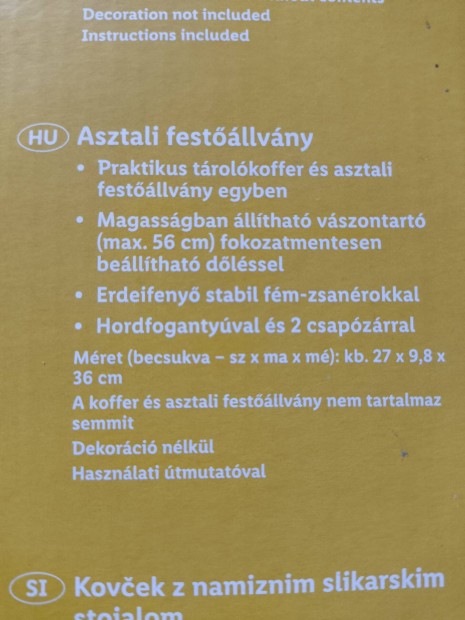 Decoration not included
Instructions included
HU Asztali festőállvány
• Praktikus tárolókoffer és asztali
festőállvány egyben
• Magasságban állítható vászontartó
(max. 56 cm) fokozatmentesen
beállítható dőléssel
• Erdeifenyő stabil fém-zsanérokkal
• Hordfogantyúval és 2 csapózárral
Méret (becsukva – sz x ma x mé): kb. 27 x 9,8 x
36 cm
A koffer és asztali festőállvány nem tartalmaz
semmit
Dekoráció nélkül
Használati útmutatóval
SI Kovček z namiznim slikarskim
stojalom